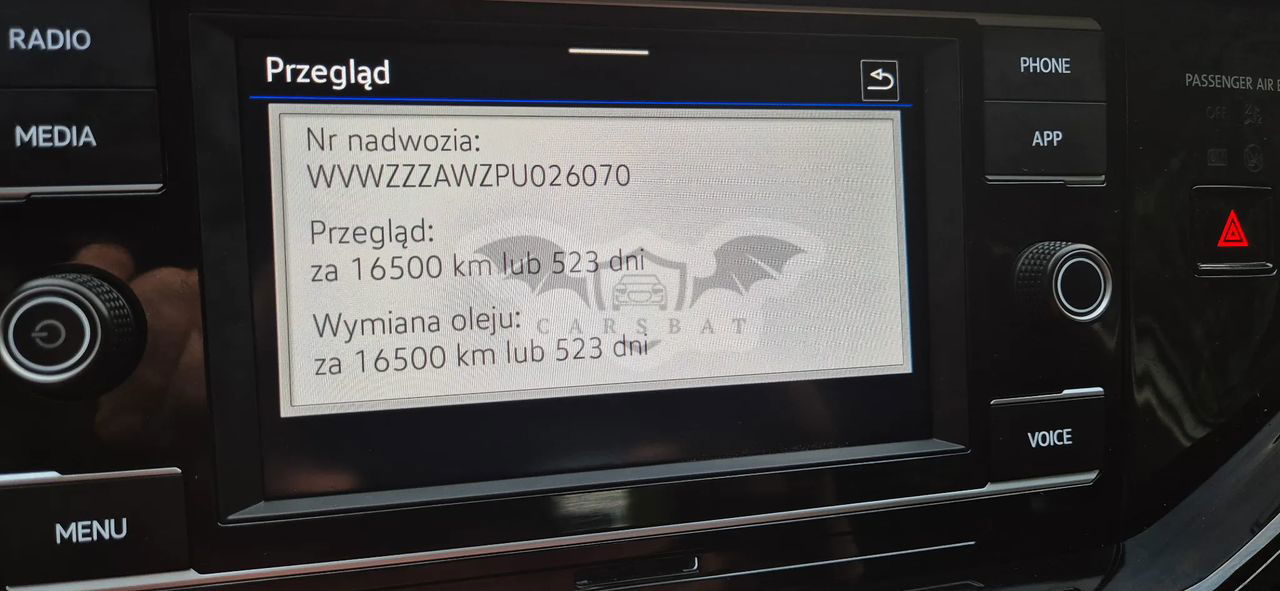 RADIO
MEDIA
MENU
Przegląd
Nr nadwozia:
WVWZZZAWZPU026070
Przegląd:
za 16500 km lub 523 dni
Wymiana oleju:
za 16500 km lub 523 dni
CARSBAT
PHONE
APP
VOICE
PASSENGER AIR
OFF